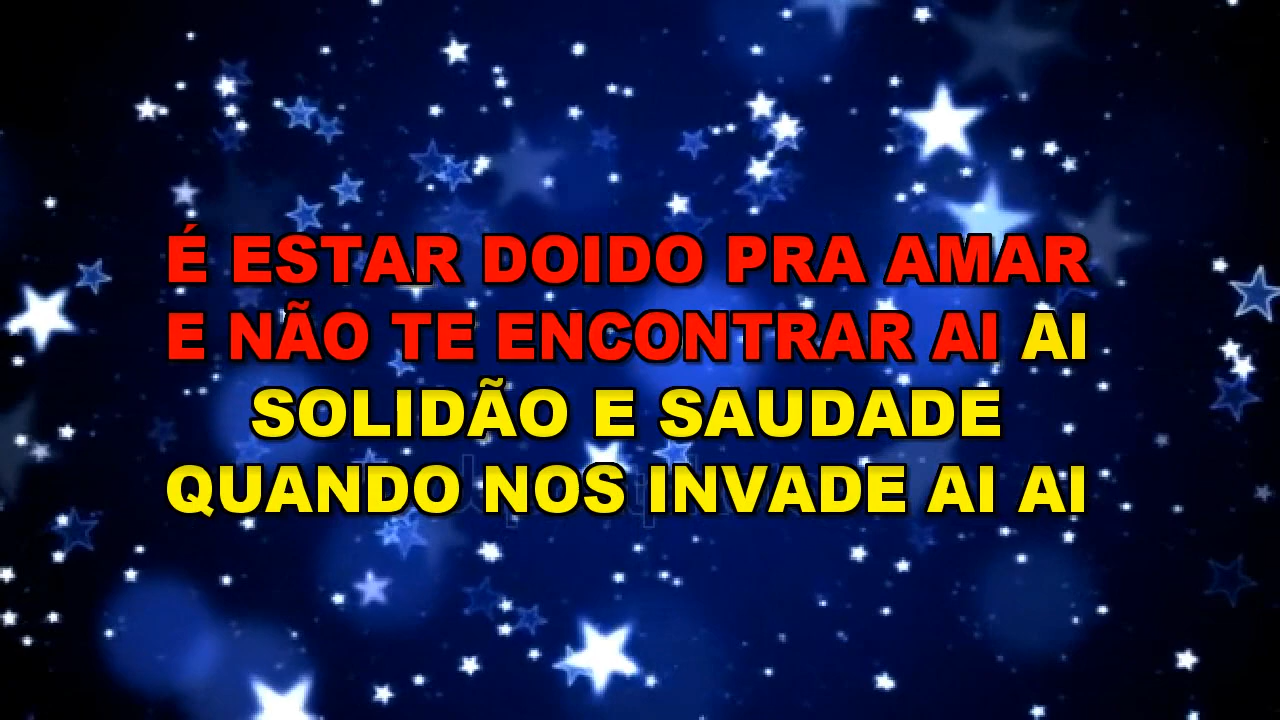 É ESTAR DOIDO PRA AMAR
E NÃO TE ENCONTRAR AI AI
SOLIDÃO E SAUDADE
QUANDO NOS INVADE AI AI